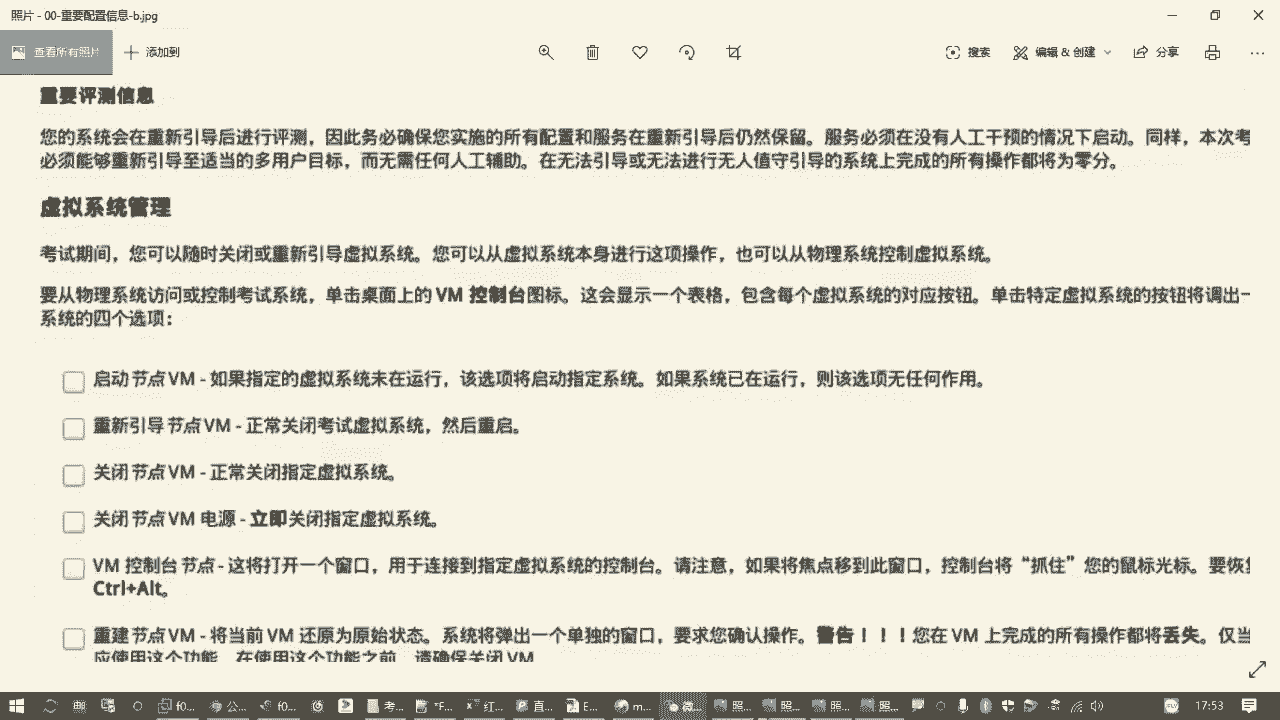 照片 - 00-重要配置信息-b.jpg
查看所有照片 添加到 搜索 编辑 & 创建 分享
重要评测信息
您的系统会在重新引导后进行评测，因此务必确保您实施的所有配置和服务在重新引导后仍然保留。服务必须在没有人工干预的情况下启动。同样，本次考
必须能够重新引导至适当的多用户目标，而无需任何人工辅助。在无法引导或无法进行无人值守引导的系统上完成的所有操作都将为零分。
虚拟系统管理
考试期间，您可以随时关闭或重新引导虚拟系统。您可以从虚拟系统本身进行这项操作，也可以从物理系统控制虚拟系统。
要从物理系统访问或控制考试系统，单击桌面上的 VM 控制台图标。这会显示一个表格，包含每个虚拟系统的对应按钮。单击特定虚拟系统的按钮将调出一
系统的四个选项：
启动 节点 VM - 如果指定的虚拟系统未在运行，该选项将启动指定系统。如果系统已在运行，则该选项无任何作用。
重新引导 节点 VM - 正常关闭考试虚拟系统，然后重启。
关闭 节点 VM - 正常关闭指定虚拟系统。
关闭 节点 VM 电源 - 立即关闭指定虚拟系统。
VM 控制台 节点 - 这将打开一个窗口，用于连接到指定虚拟系统的控制台。请注意，如果将焦点移到此窗口，控制台将“抓住”您的鼠标光标。要恢复
Ctrl+Alt。
重建 节点 VM - 将当前 VM 还原为原始状态。系统将弹出一个单独的窗口，要求您确认操作。警告！！！您在 VM 上完成的所有操作都将丢失。仅当
应使用这个功能。在使用这个功能之前，请确保关闭 VM
fo... 公... fo... 考... *F... X... 直... E... m... 微... 照... 照... 照... 17:53